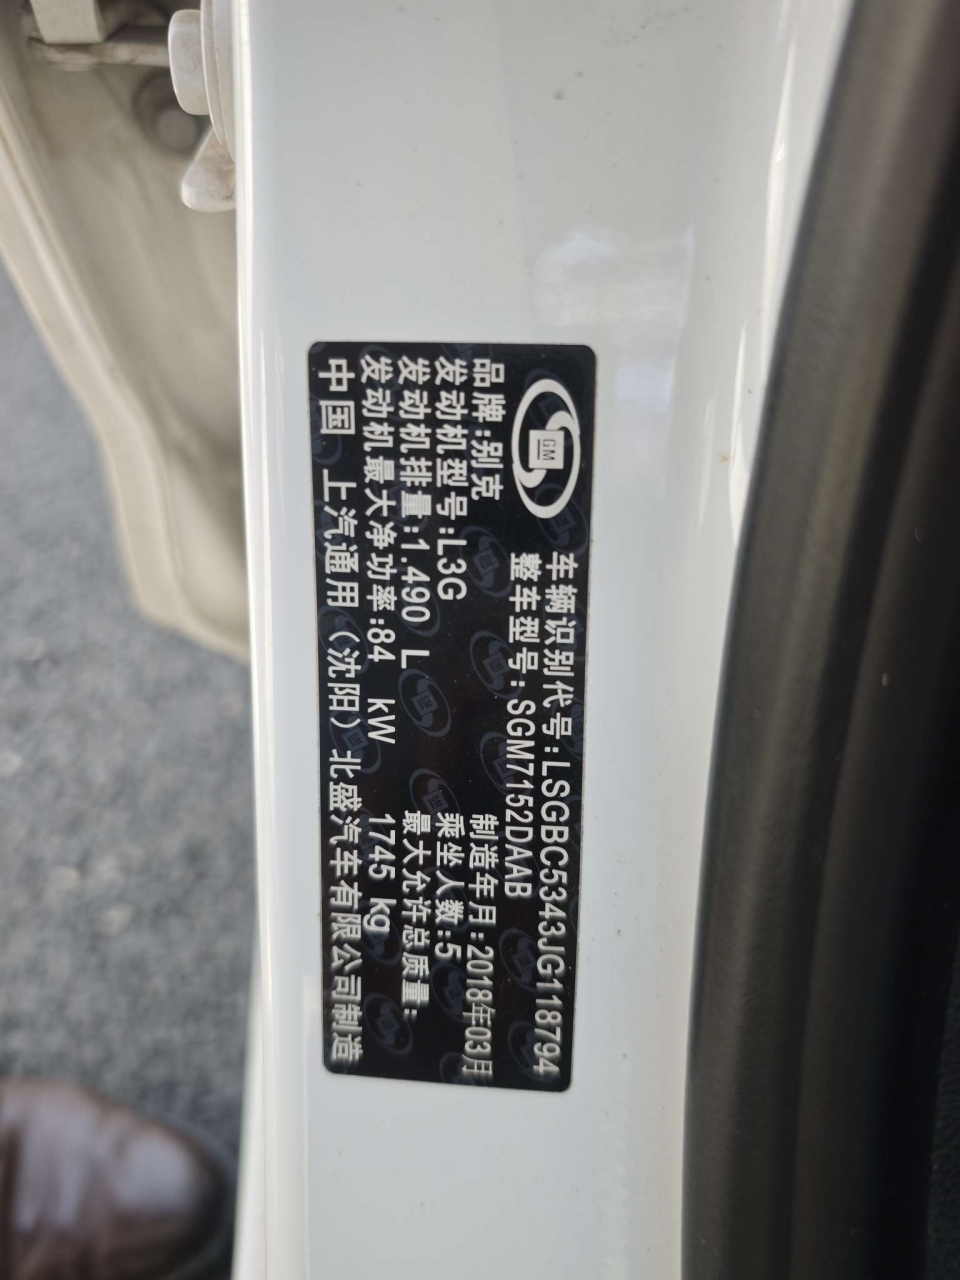 GM
车辆识别代号:LSGBC5343JG118794
整车型号:SGM7152DAAB
品牌:别克
制造年月:2018年03月
发动机型号:L3G
乘坐人数:5
发动机排量:1.490 L
最大允许总质量:
发动机最大净功率:84 kW
1745 kg
中国 上汽通用(沈阳)北盛汽车有限公司制造